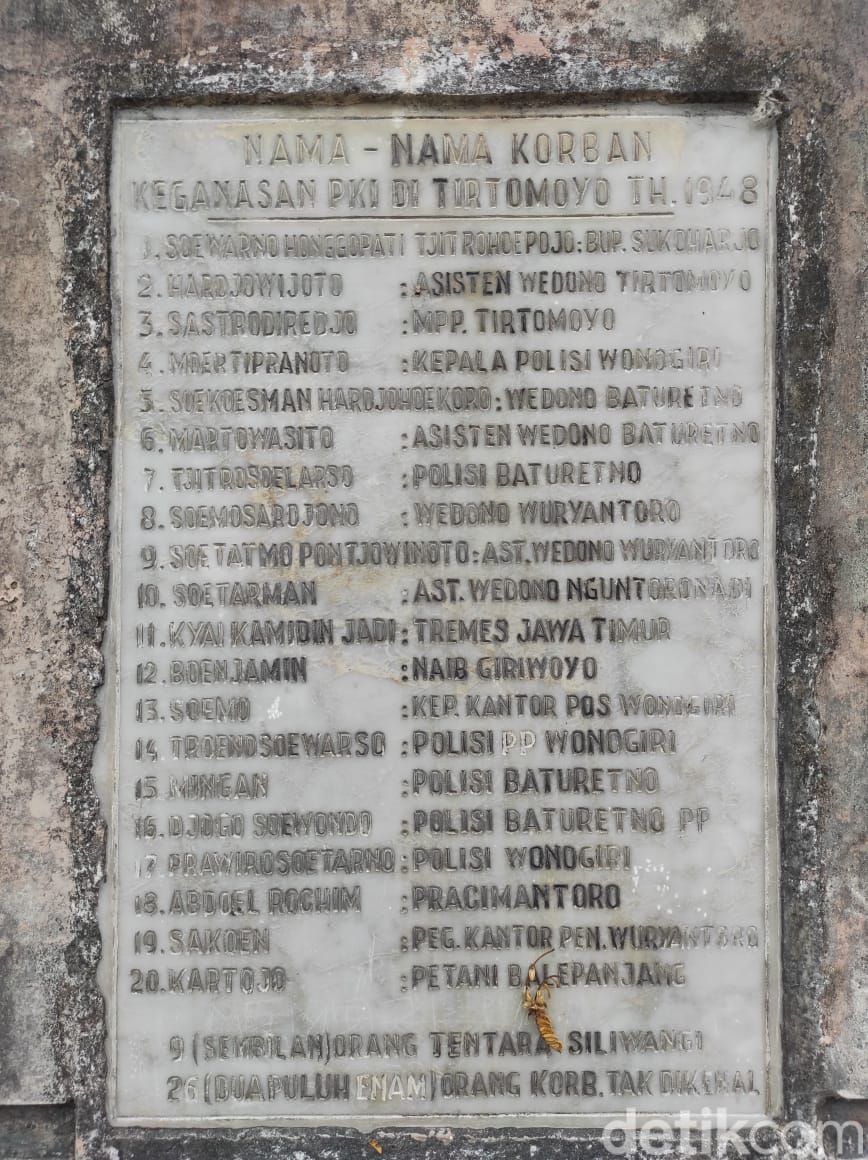 NAMA - NAMA KORBAN
KEGANASAN PKI DI TIRTOMOYO TH. 1948
1. SOEWARNO HONGGOPATI TJITROHOEPOJO : BUP. SUKOHARJO
2. HARDJOWIJOTO : ASISTEN WEDONO TIRTOMOYO
3. SASTRODIREDJO : MPP. TIRTOMOYO
4. MOERTIPRANOTO : KEPALA POLISI WONOGIRI
5. SOEKOESMAN HARDJOHOEKORO : WEDONO BATURETNO
6. MARTOWASITO : ASISTEN WEDONO BATURETNO
7. TJITROSOELARSO : POLISI BATURETNO
8. SOEMOSARDJONO : WEDONO WURYANTORO
9. SOETATMO PONTJOWINOTO : AST. WEDONO WURYANTORO
10. SOETARMAN : AST. WEDONO NGUNTORONADI
11. KYAI KAMIDIN JADI : TREMES JAWA TIMUR
12. BOENJAMIN : NAIB GIRIWOYO
13. SOEMO : KEP. KANTOR POS WONOGIRI
14. TROENOSOEWARSO : POLISI PP WONOGIRI
15. MINGAN : POLISI BATURETNO
16. DJOGO SOEWONDO : POLISI BATURETNO PP
17. PRAWIROSOETARNO : POLISI WONOGIRI
18. ABDOEL ROCHIM : PRACIMANTORO
19. SAKOEN : PEG. KANTOR PEN. WURYANTORO
20. KARTOJO : PETANI BALEPANJANG
9 (SEMBILAN) ORANG TENTARA SILIWANGI
26 (DUA PULUH ENAM) ORANG KORB. TAK DIKENAL
detikcom